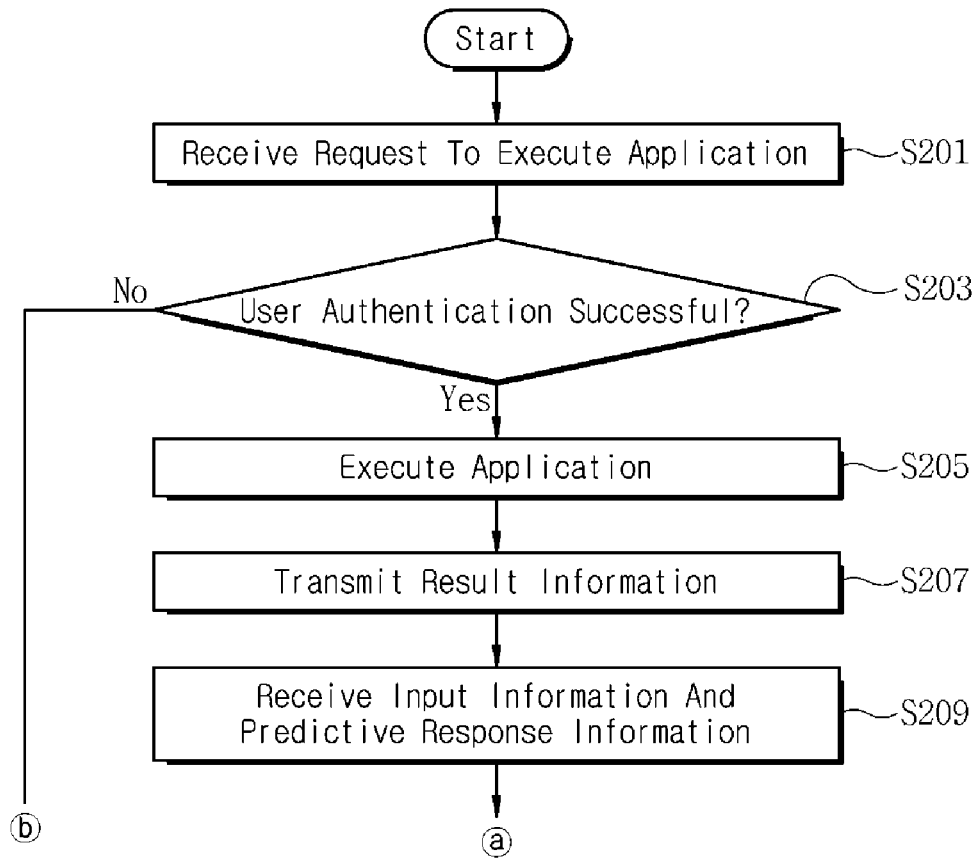 Start
Receive Request To Execute Application
S201
No
User Authentication Successful?
S203
Yes
Execute Application
S205
Transmit Result Information
S207
Receive Input Information And
Predictive Response Information
S209
ⓑ
ⓐ